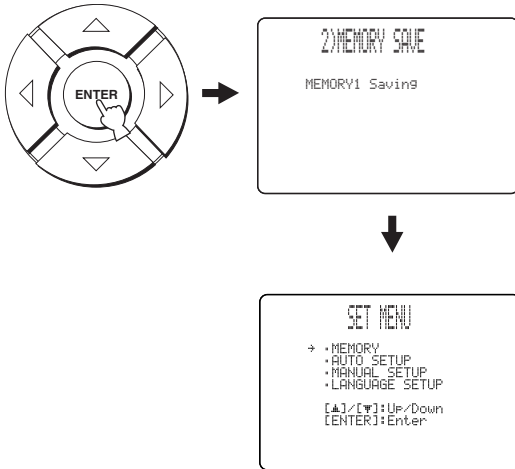 ENTER
2)MEMORY SAVE
MEMORY1 Saving
SET MENU
→ ・MEMORY
・AUTO SETUP
・MANUAL SETUP
・LANGUAGE SETUP
[▲]/[▼]:Up/Down
[ENTER]:Enter